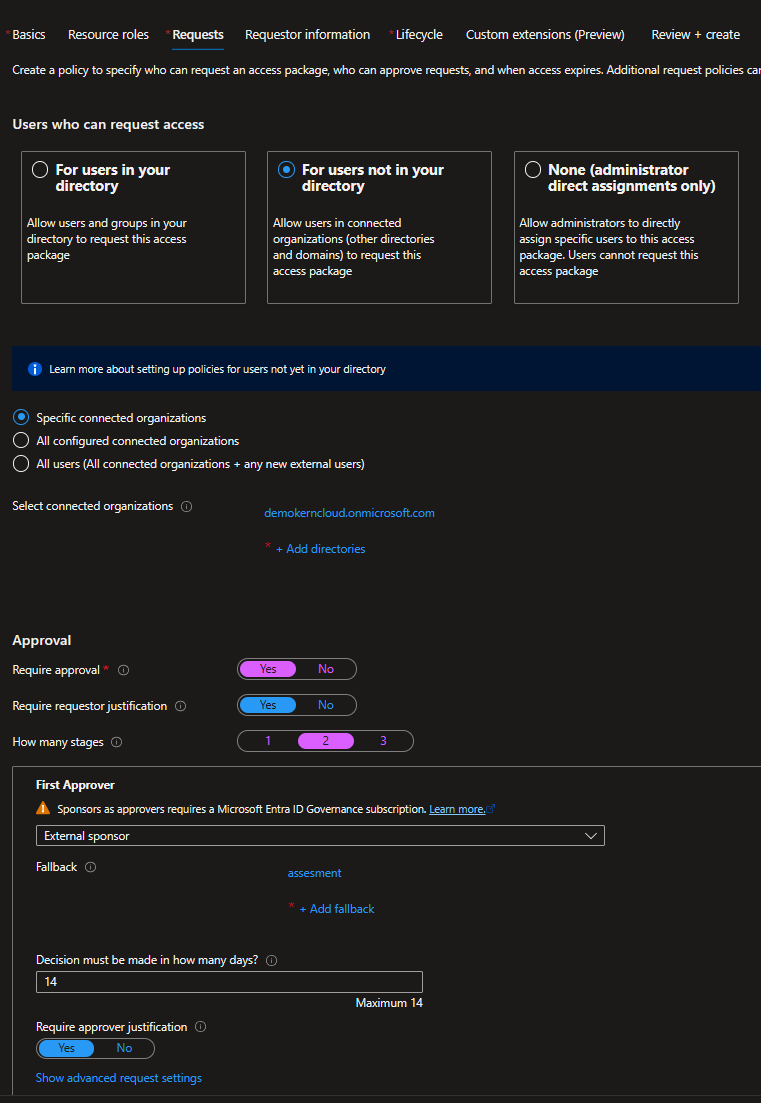 * Basics Resource roles * Requests Requestor information * Lifecycle Custom extensions (Preview) Review + create
Create a policy to specify who can request an access package, who can approve requests, and when access expires. Additional request policies ca
Users who can request access
For users in your
directory
Allow users and groups in your
directory to request this access
package
For users not in your
directory
Allow users in connected
organizations (other directories
and domains) to request this
access package
None (administrator
direct assignments only)
Allow administrators to directly
assign specific users to this access
package. Users cannot request this
access package
Learn more about setting up policies for users not yet in your directory
Specific connected organizations
All configured connected organizations
All users (All connected organizations + any new external users)
Select connected organizations
demokerncloud.onmicrosoft.com
* + Add directories
Approval
Require approval * Yes No
Require requestor justification Yes No
How many stages 1 2 3
First Approver
Sponsors as approvers requires a Microsoft Entra ID Governance subscription. Learn more.
External sponsor
Fallback
assesment
* + Add fallback
Decision must be made in how many days?
14
Maximum 14
Require approver justification
Yes No
Show advanced request settings